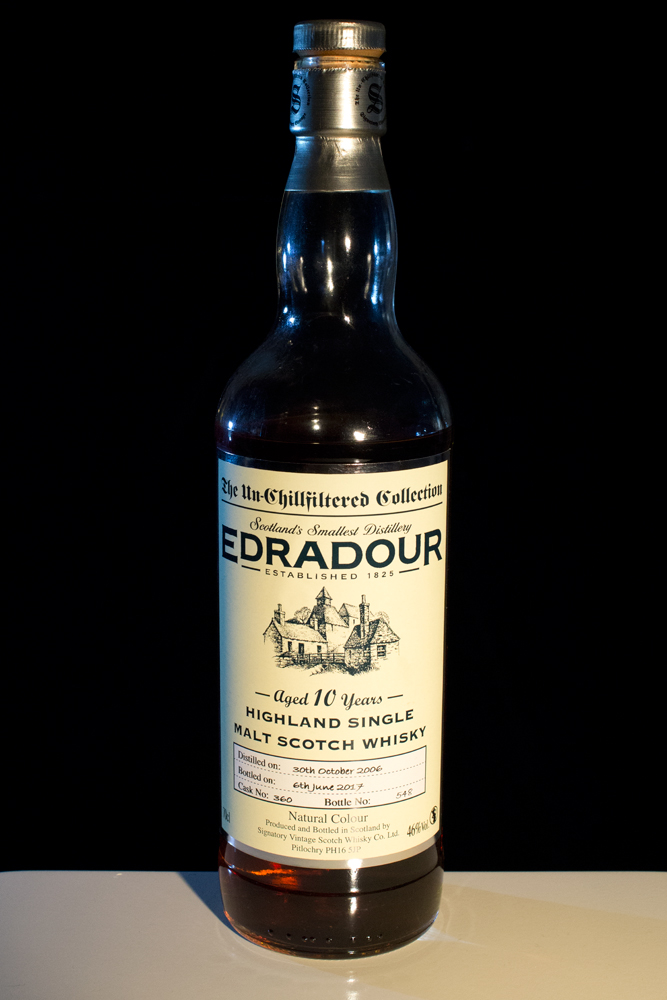 The Un-Chillfiltered Collection
Scotland's Smallest Distillery
EDRADOUR
ESTABLISHED 1825
Aged 10 Years
HIGHLAND SINGLE
MALT SCOTCH WHISKY
Distilled on: 30th October 2006
Bottled on: 6th June 2017
Cask No: 360 Bottle No: 548
Natural Colour
Produced and Bottled in Scotland by
Signatory Vintage Scotch Whisky Co. Ltd.
Pitlochry PH16 5JP
46%Vol